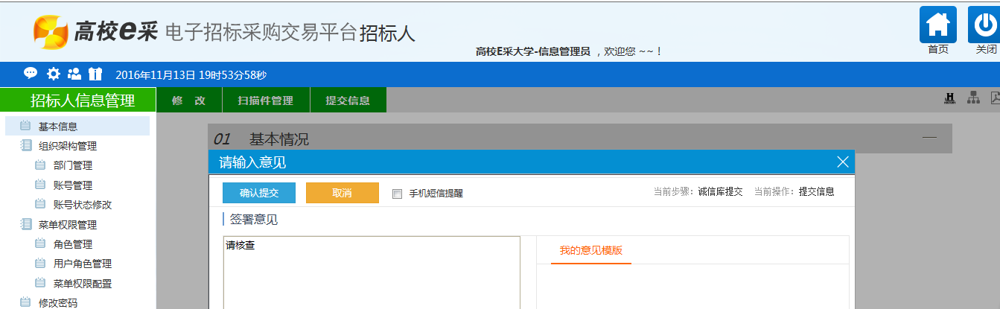 高校e采 电子招标采购交易平台 招标人
高校E采大学-信息管理员 ，欢迎您 ~~！
首页
关闭
2016年11月13日 19时53分58秒
招标人信息管理
修 改
扫描件管理
提交信息
H
HISTORY
基本信息
组织架构管理
部门管理
账号管理
账号状态修改
菜单权限管理
角色管理
用户角色管理
菜单权限配置
修改密码
01 基本情况
请输入意见
确认提交
取消
手机短信提醒
当前步骤：诚信库提交 当前操作：提交信息
签署意见
请核查
我的意见模版